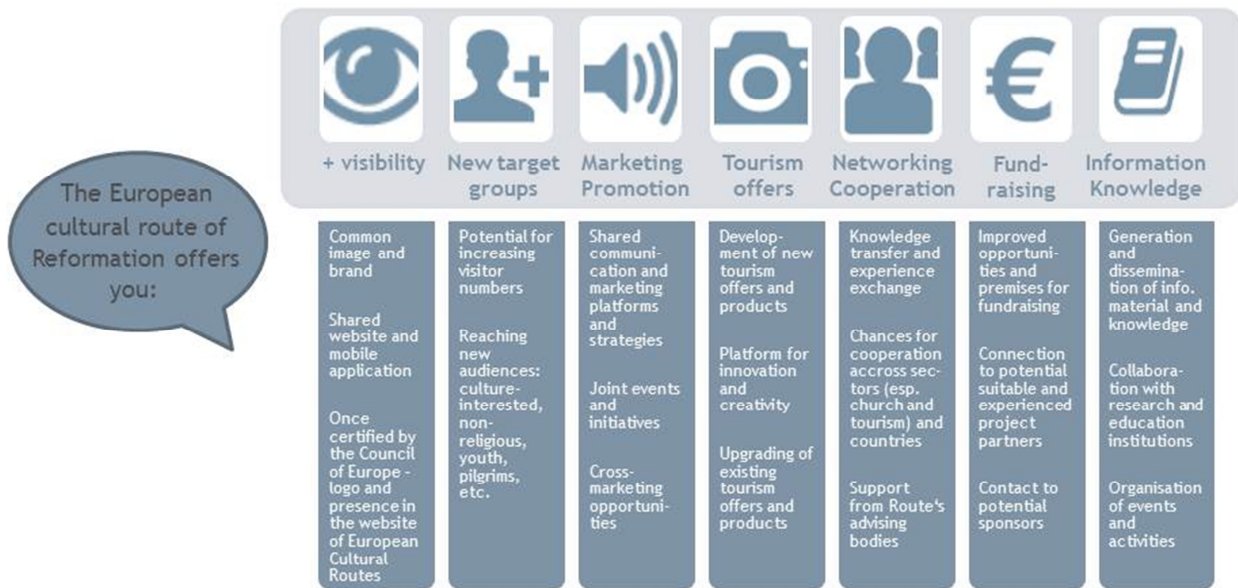 The European
cultural route of
Reformation offers
you:
+ visibility
New target
groups
Marketing
Promotion
Tourism
offers
Networking
Cooperation
Fund-
raising
Information
Knowledge
Common
image and
brand
Shared
website and
mobile
application
Once
certified by
the Council
of Europe -
logo and
presence in
the website
of European
Cultural
Routes
Potential for
increasing
visitor
numbers
Reaching
new
audiences:
culture-
interested,
non-
religious,
youth,
pilgrims,
etc.
Shared
communi-
cation and
marketing
platforms
and
strategies
Joint events
and
initiatives
Cross-
marketing
opportuni-
ties
Develop-
ment of new
tourism
offers and
products
Platform for
innovation
and
creativity
Upgrading of
existing
tourism
offers and
products
Knowledge
transfer and
experience
exchange
Chances for
cooperation
accross sec-
tors (esp.
church and
tourism) and
countries
Support
from Route's
advising
bodies
Improved
opportuni-
ties and
premises for
fundraising
Connection
to potential
suitable and
experienced
project
partners
Contact to
potential
sponsors
Generation
and
dissemina-
tion of info.
material and
knowledge
Collabora-
tion with
research and
education
institutions
Organisation
of events
and
activities